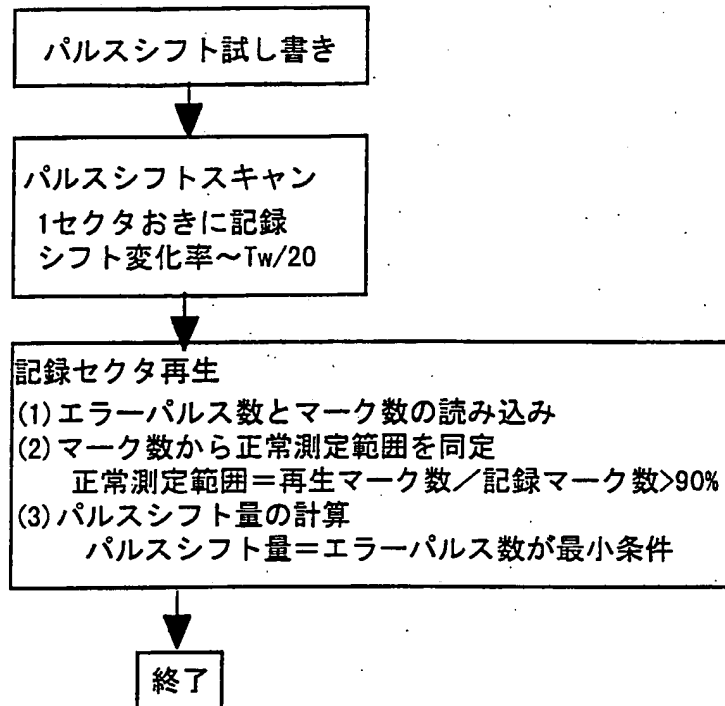 パルスシフト試し書き
パルスシフトスキャン
1セクタおきに記録
シフト変化率～Tw/20
記録セクタ再生
(1)エラーパルス数とマーク数の読み込み
(2)マーク数から正常測定範囲を同定
正常測定範囲＝再生マーク数／記録マーク数>90%
(3)パルスシフト量の計算
パルスシフト量＝エラーパルス数が最小条件
終了